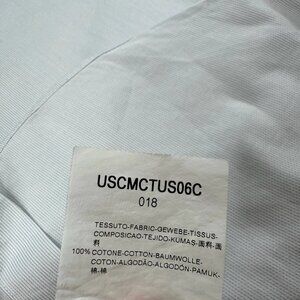 USCMCTUS06C
018
TESSUTO-FABRIC-GEWEBE-TISSUS-
COMPOSICAO-TEJIDO-KUMAŞ-面料-面
料
100% COTONE-COTTON-BAUMWOLLE-
COTON-ALGODÃO-ALGODÓN-PAMUK-
棉-棉